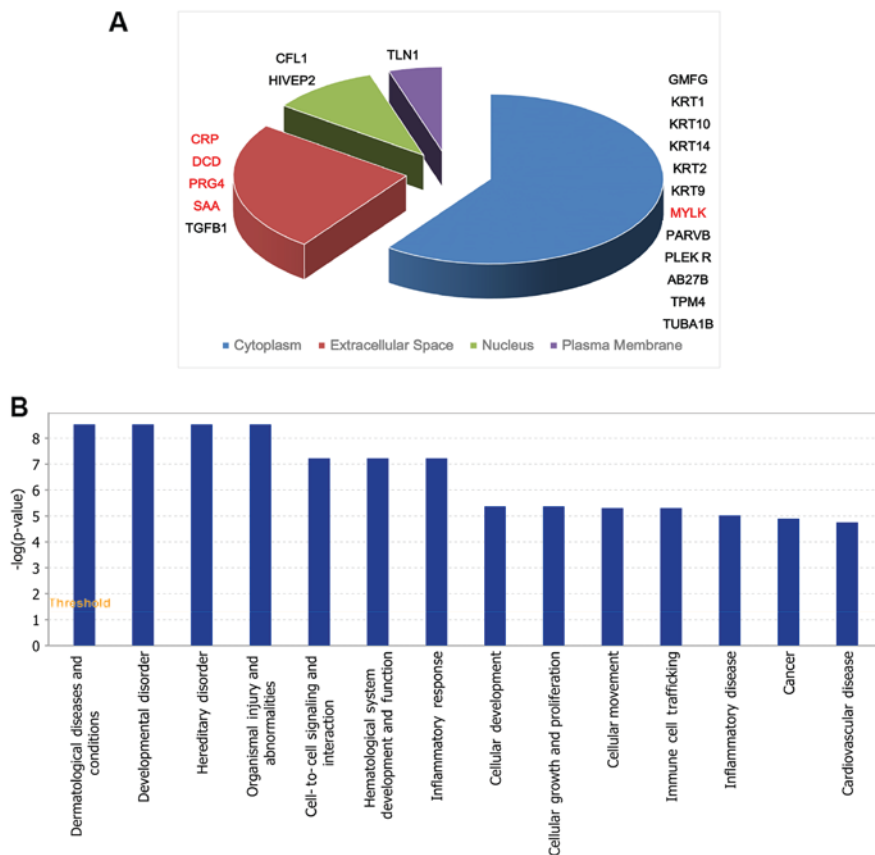 A
CFL1
HIVEP2
TLN1
CRP
DCD
PRG4
SAA
TGFB1
GMFG
KRT1
KRT10
KRT14
KRT2
KRT9
MYLK
PARVB
PLEK R
AB27B
TPM4
TUBA1B
Cytoplasm Extracellular Space Nucleus Plasma Membrane
B
-log(p-value)
8
7
6
5
4
3
2
1
0
Threshold
Dermatological diseases and
conditions
Developmental disorder
Hereditary disorder
Organismal injury and
abnormalities
Cell-to-cell signaling and
interaction
Hematological system
development and function
Inflammatory response
Cellular development
Cellular growth and proliferation
Cellular movement
Immune cell trafficking
Inflammatory disease
Cancer
Cardiovascular disease